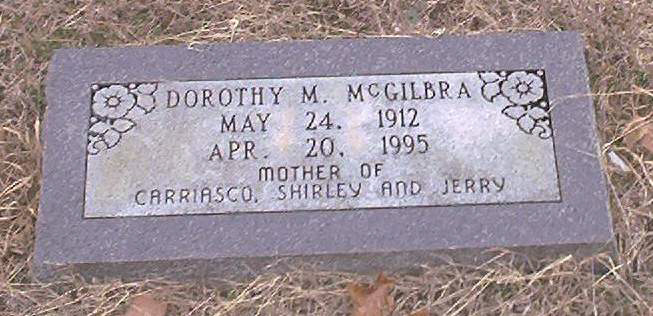 DOROTHY M. McGILBRA
MAY 24, 1912
APR. 20, 1995
MOTHER OF
CARRIASCO, SHIRLEY AND JERRY